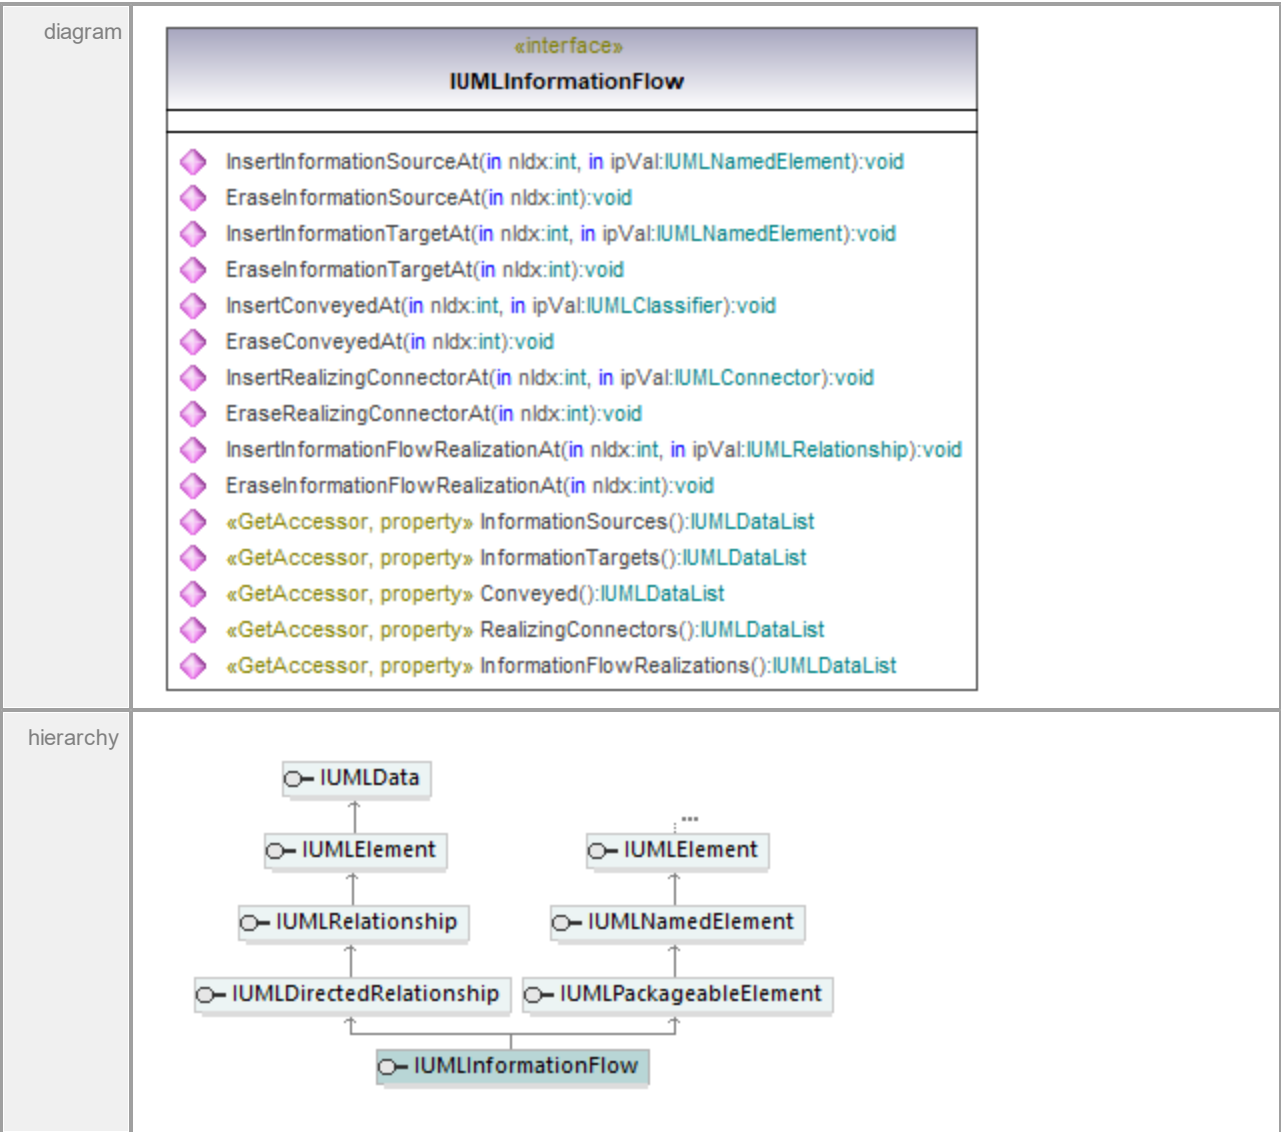 diagram
«interface»
IUMLInformationFlow
InsertInformationSourceAt(in nIdx:int, in ipVal:IUMLNamedElement):void
EraseInformationSourceAt(in nIdx:int):void
InsertInformationTargetAt(in nIdx:int, in ipVal:IUMLNamedElement):void
EraseInformationTargetAt(in nIdx:int):void
InsertConveyedAt(in nIdx:int, in ipVal:IUMLClassifier):void
EraseConveyedAt(in nIdx:int):void
InsertRealizingConnectorAt(in nIdx:int, in ipVal:IUMLConnector):void
EraseRealizingConnectorAt(in nIdx:int):void
InsertInformationFlowRealizationAt(in nIdx:int, in ipVal:IUMLRelationship):void
EraseInformationFlowRealizationAt(in nIdx:int):void
«GetAccessor, property» InformationSources():IUMLDataList
«GetAccessor, property» InformationTargets():IUMLDataList
«GetAccessor, property» Conveyed():IUMLDataList
«GetAccessor, property» RealizingConnectors():IUMLDataList
«GetAccessor, property» InformationFlowRealizations():IUMLDataList
hierarchy
IUMLData
...
IUMLElement
IUMLElement
IUMLRelationship
IUMLNamedElement
IUMLDirectedRelationship
IUMLPackageableElement
IUMLInformationFlow